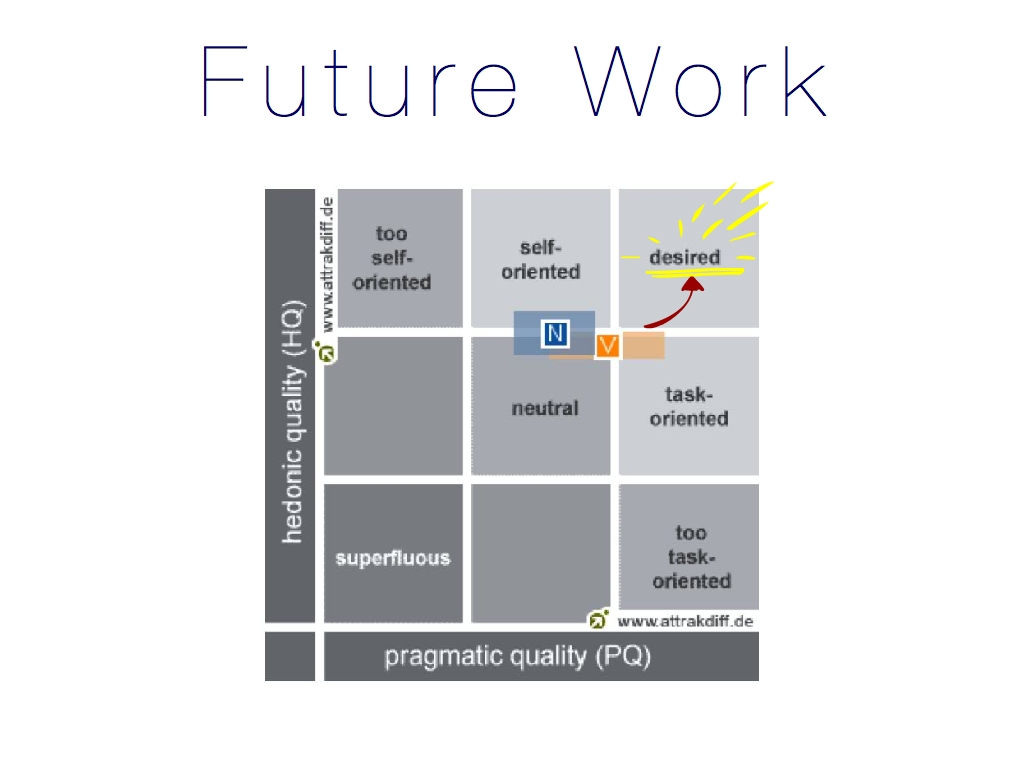 Future Work
www.attrakdiff.de
hedonic quality (HQ)
too
self-
oriented
self-
oriented
desired
N
V
neutral
task-
oriented
superfluous
too
task-
oriented
www.attrakdiff.de
pragmatic quality (PQ)